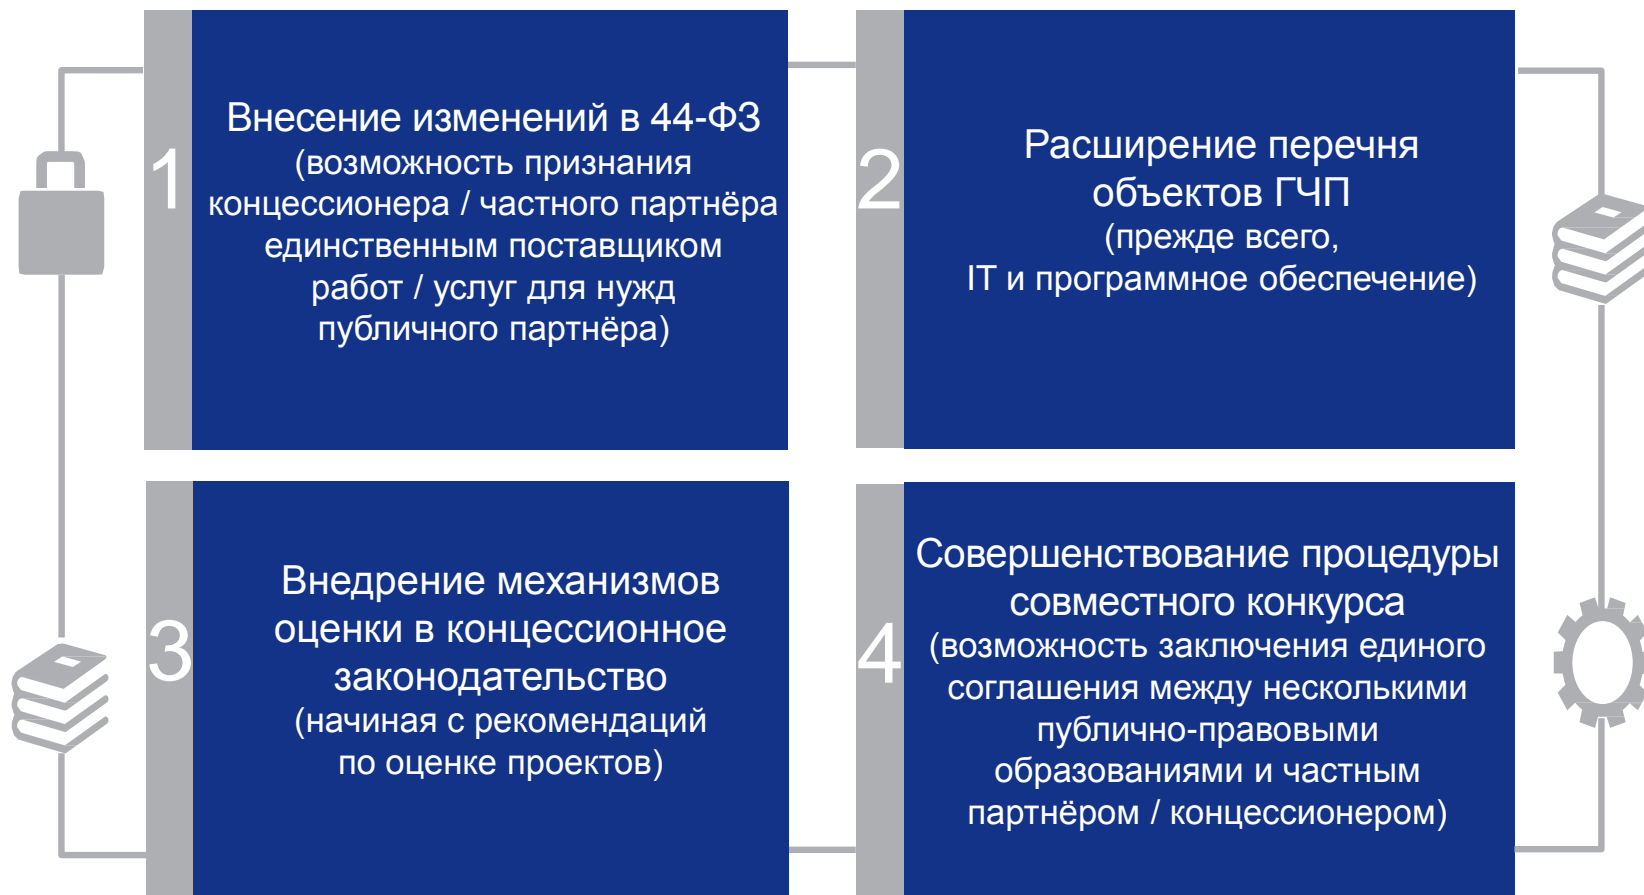 1
Внесение изменений в 44-ФЗ
(возможность признания
концессионера / частного партнёра
единственным поставщиком
работ / услуг для нужд
публичного партнёра)
2
Расширение перечня
объектов ГЧП
(прежде всего,
IT и программное обеспечение)
3
Внедрение механизмов
оценки в концессионное
законодательство
(начиная с рекомендаций
по оценке проектов)
4
Совершенствование процедуры
совместного конкурса
(возможность заключения единого
соглашения между несколькими
публично-правовыми
образованиями и частным
партнёром / концессионером)